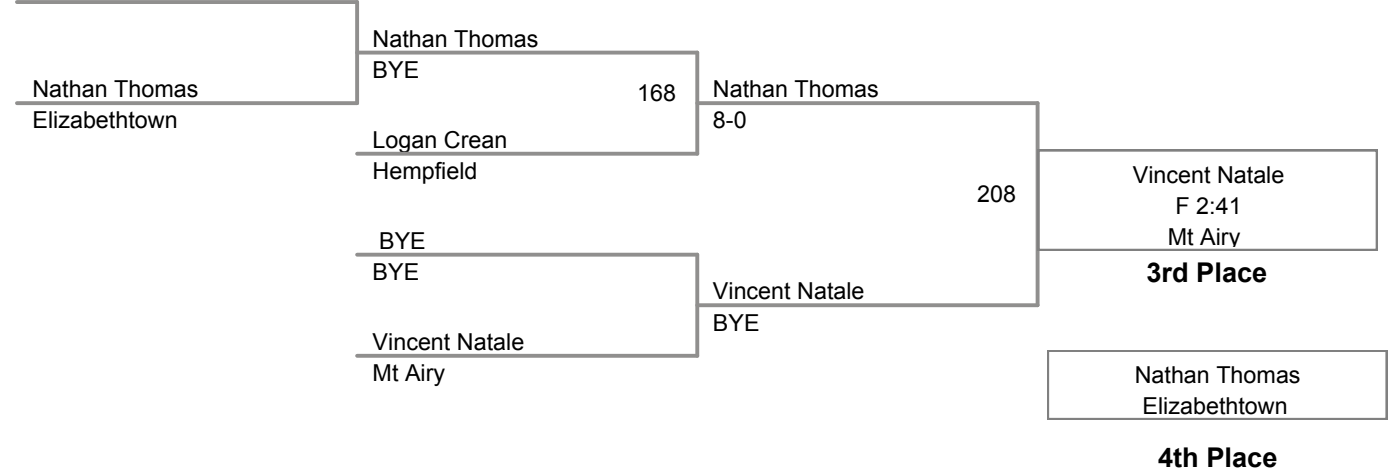 Nathan Thomas
BYE
Nathan Thomas
Elizabethtown
168
Nathan Thomas
8-0
Logan Crean
Hempfield
208
Vincent Natale
F 2:41
Mt Airy
3rd Place
BYE
BYE
Vincent Natale
BYE
Vincent Natale
Mt Airy
Nathan Thomas
Elizabethtown
4th Place